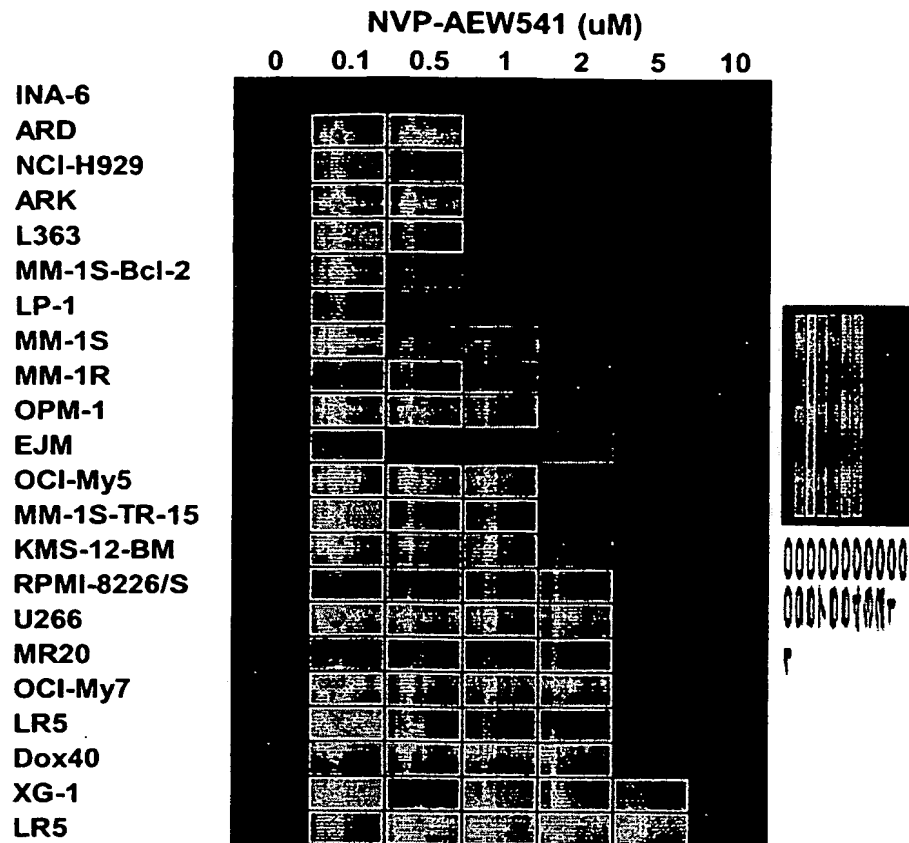 NVP-AEW541 (uM)
0 0.1 0.5 1 2 5 10
INA-6
ARD
NCI-H929
ARK
L363
MM-1S-Bcl-2
LP-1
MM-1S
MM-1R
OPM-1
EJM
OCI-My5
MM-1S-TR-15
KMS-12-BM
RPMI-8226/S
U266
MR20
OCI-My7
LR5
Dox40
XG-1
LR5